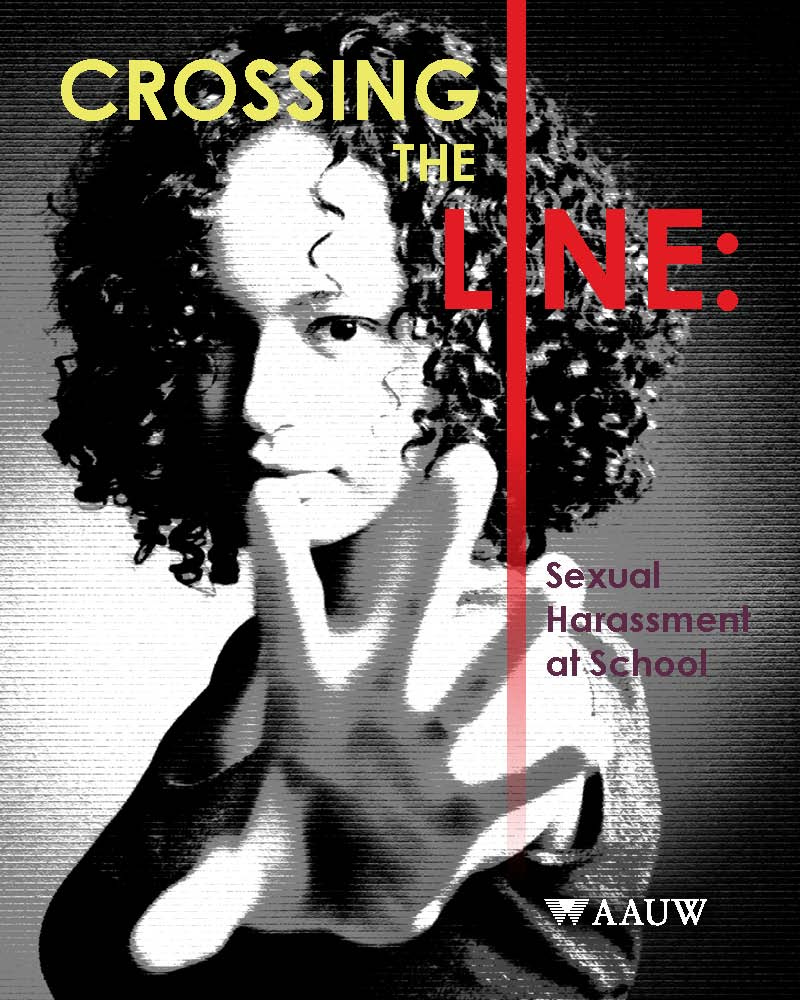 CROSSING
THE
LINE:
Sexual
Harassment
at School
AAUW